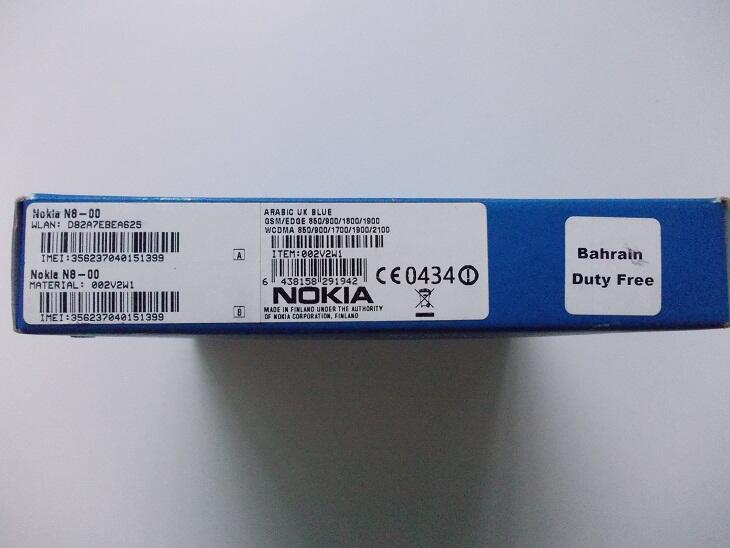 Nokia N8-00
WLAN: D82A7EBEA625
IMEI:356237040151399
A
Nokia N8-00
MATERIAL: 002V2W1
IMEI:356237040151399
B
ARABIC UK BLUE
GSM/EDGE 850/900/1800/1900
WCDMA 850/900/1700/1900/2100
ITEM:002V2W1
6 438158 291942
CE0434
NOKIA
MADE IN FINLAND UNDER THE AUTHORITY
OF NOKIA CORPORATION, FINLAND
Bahrain
Duty Free